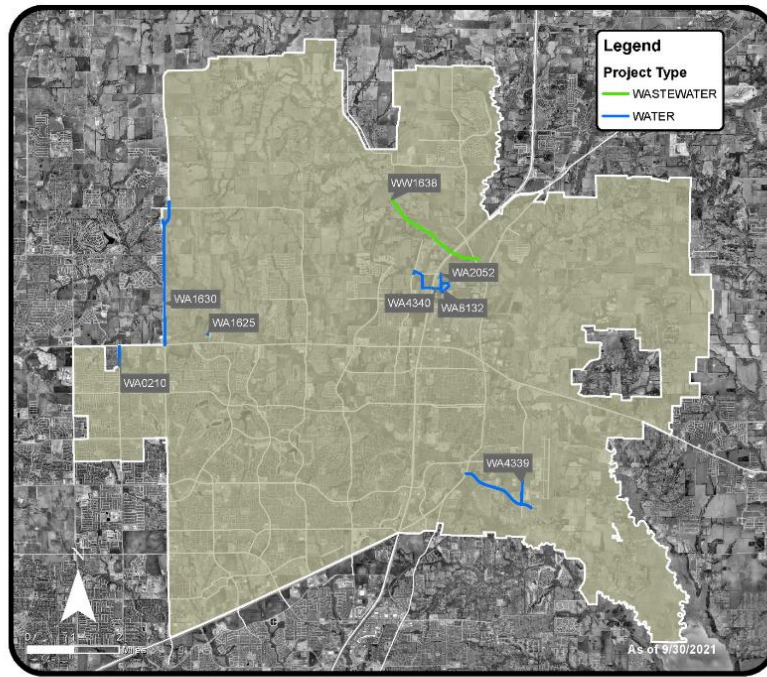 Legend
Project Type
WASTEWATER
WATER
WW1638
WA2052
WA4340
WA8132
WA1630
WA1625
WA0210
WA4339
N
0 1 2
Miles
As of 9/30/2021